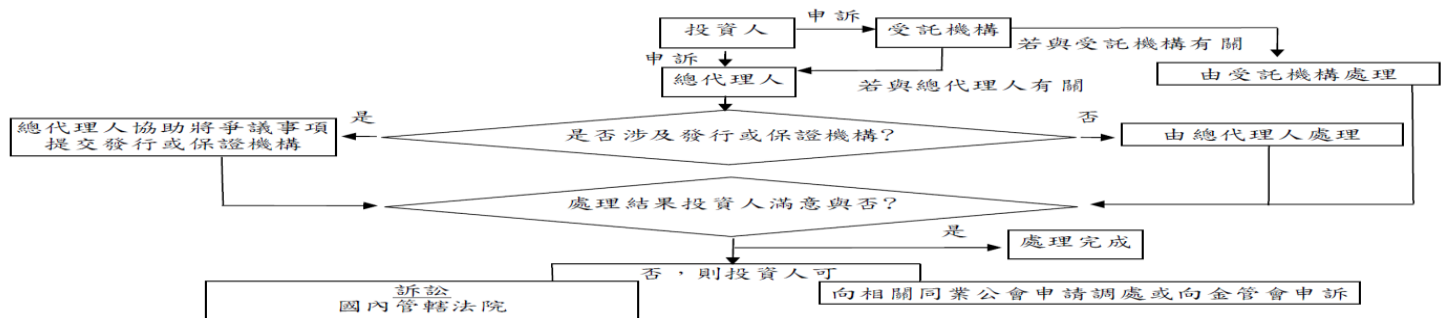 投資人
申訴
受託機構
若與受託機構有關
申訴
總代理人
若與總代理人有關
由受託機構處理
總代理人協助將爭議事項
提交發行或保證機構
是
是否涉及發行或保證機構?
否
由總代理人處理
處理結果投資人滿意與否?
是
處理完成
否，則投資人可
訴訟
國內管轄法院
向相關同業公會申請調處或向金管會申訴